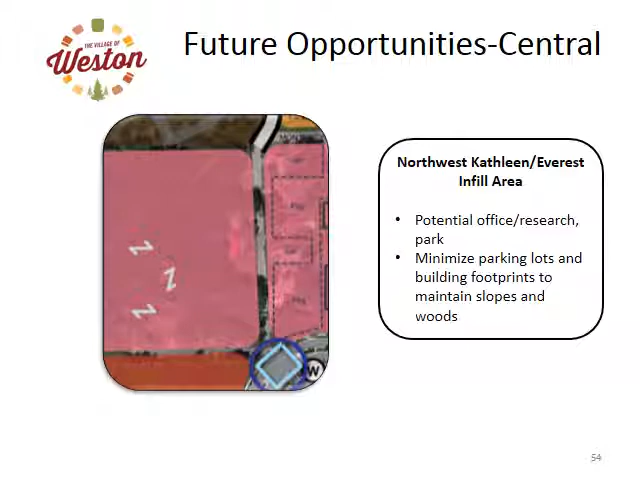 THE VILLAGE OF
Weston
Future Opportunities-Central
Northwest Kathleen/Everest
Infill Area
• Potential office/research,
park
• Minimize parking lots and
building footprints to
maintain slopes and
woods
W
54